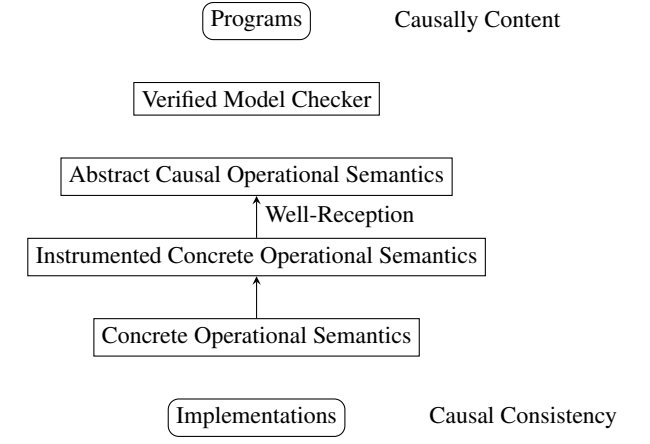 Programs
Causally Content
Verified Model Checker
Abstract Causal Operational Semantics
Well-Reception
Instrumented Concrete Operational Semantics
Concrete Operational Semantics
Implementations
Causal Consistency